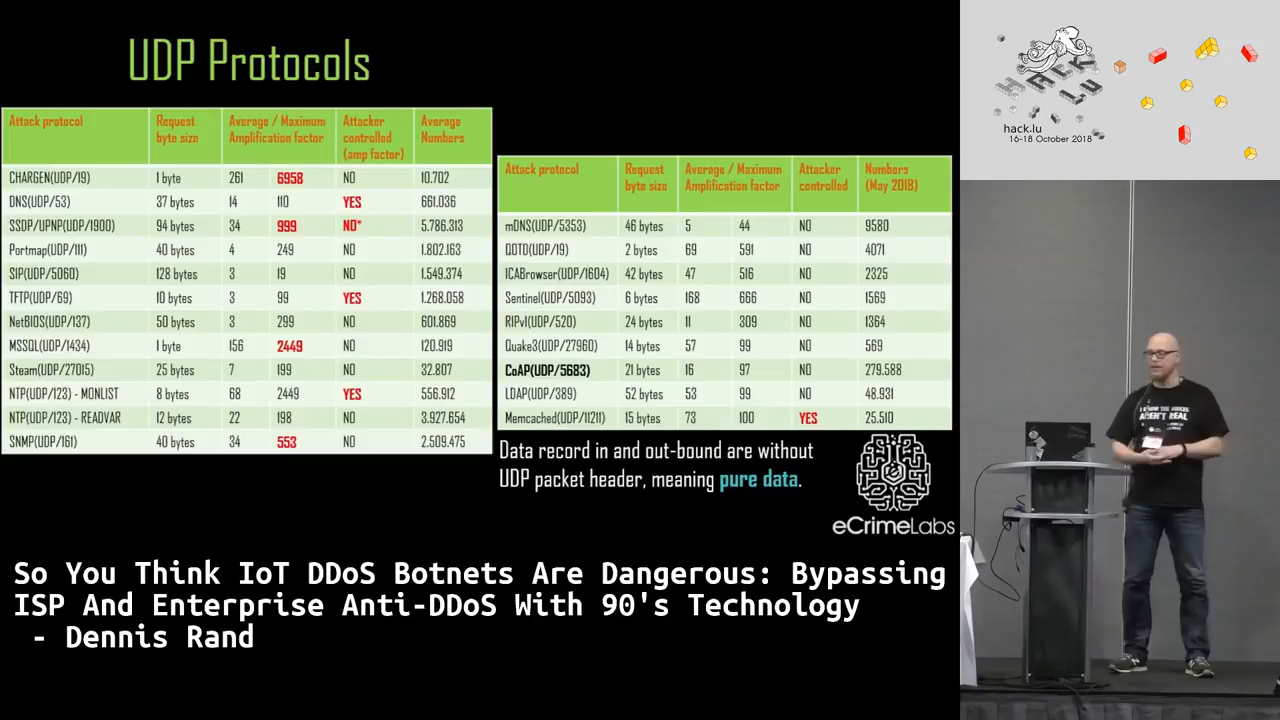 UDP Protocols
Attack protocol Request byte size Average / Maximum Amplification factor Attacker controlled (amp factor) Average Numbers
CHARGEN(UDP/19) 1 byte 261 6958 NO 10.702
DNS(UDP/53) 37 bytes 14 110 YES 661.036
SSDP/UPNP(UDP/1900) 94 bytes 34 999 NO* 5.786.313
Portmap(UDP/111) 40 bytes 4 249 NO 1.802.163
SIP(UDP/5060) 128 bytes 3 19 NO 1.549.374
TFTP(UDP/69) 10 bytes 3 99 YES 1.268.058
NetBIOS(UDP/137) 50 bytes 3 299 NO 601.869
MSSQL(UDP/1434) 1 byte 156 2449 NO 120.919
Steam(UDP/27015) 25 bytes 7 199 NO 32.807
NTP(UDP/123) - MONLIST 8 bytes 68 2449 YES 556.912
NTP(UDP/123) - READVAR 12 bytes 22 198 NO 3.927.654
SNMP(UDP/161) 40 bytes 34 553 NO 2.509.475
Attack protocol Request byte size Average / Maximum Amplification factor Attacker controlled Numbers (May 2018)
mDNS(UDP/5353) 46 bytes 5 44 NO 9580
QOTD(UDP/19) 2 bytes 69 591 NO 4071
ICABrowser(UDP/1604) 42 bytes 47 516 NO 2325
Sentinel(UDP/5093) 6 bytes 168 666 NO 1569
RIPv1(UDP/520) 24 bytes 11 309 NO 1364
Quake3(UDP/27960) 14 bytes 57 99 NO 569
CoAP(UDP/5683) 21 bytes 16 97 NO 279.588
LDAP(UDP/389) 52 bytes 53 99 NO 48.931
Memcached(UDP/11211) 15 bytes 73 100 YES 25.510
Data record in and out-bound are without
UDP packet header, meaning pure data.
eCrimeLabs
So You Think IoT DDoS Botnets Are Dangerous: Bypassing
ISP And Enterprise Anti-DDoS With 90's Technology
- Dennis Rand
HACK
LU
hack.lu
16-18 October 2018
I KNOW THE VOICES
AREN'T REAL